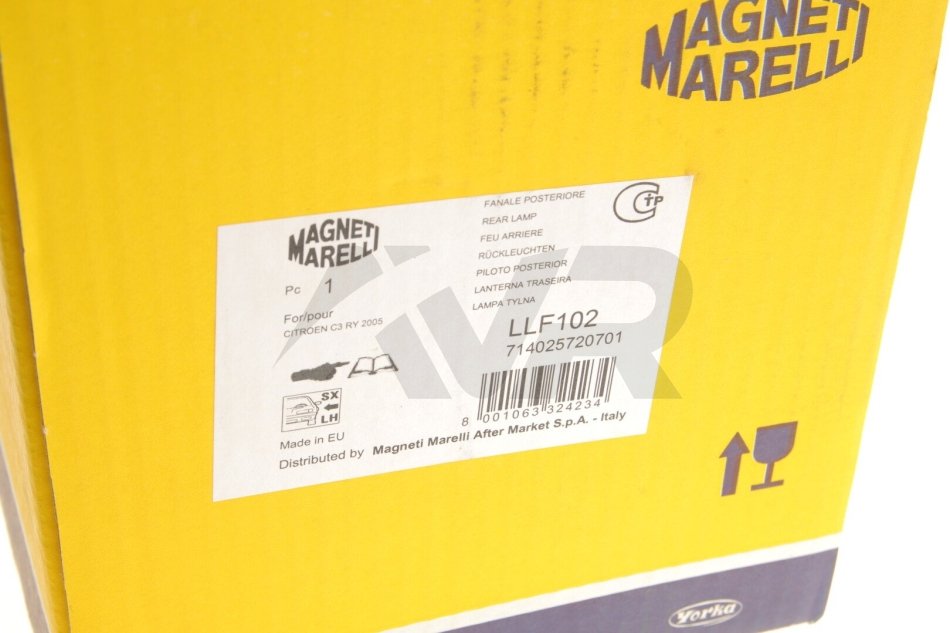 MAGNETI
MARELLI
MAGNETI
MARELLI
Pc 1
For/pour
CITROEN C3 RY 2005
FANALE POSTERIORE
REAR LAMP
FEU ARRIERE
RÜCKLEUCHTEN
PILOTO POSTERIOR
LANTERNA TRASEIRA
LAMPA TYLNA
LLF102
714025720701
SX
LH
8 001063 324234
Made in EU
Distributed by Magneti Marelli After Market S.p.A. - Italy
Yorka